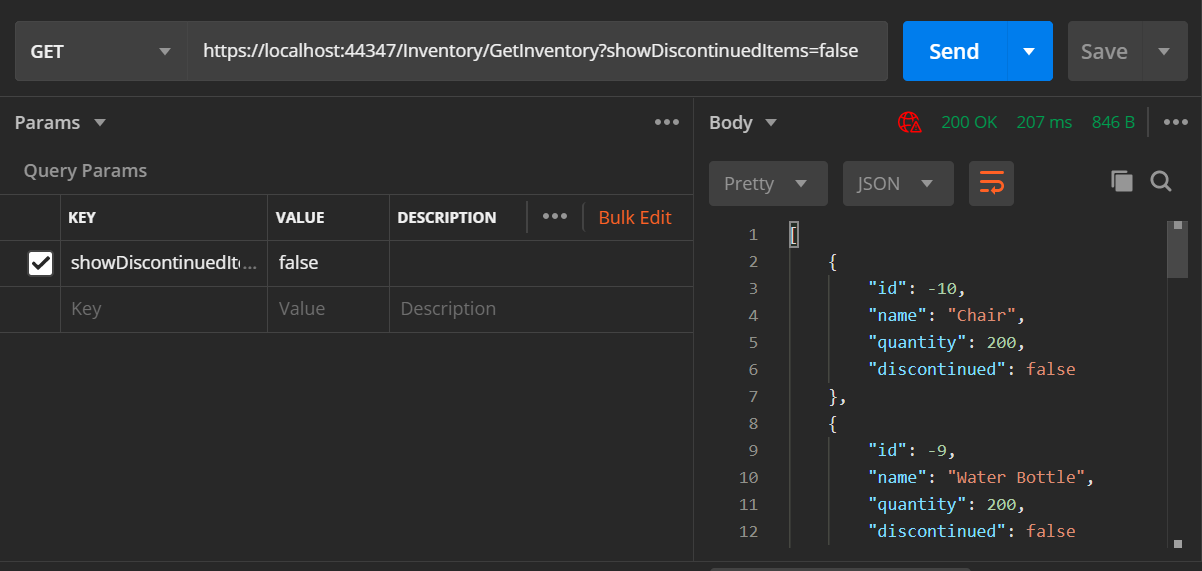 GET https://localhost:44347/Inventory/GetInventory?showDiscontinuedItems=false Send Save
Params
Query Params
KEY VALUE DESCRIPTION Bulk Edit
showDiscontinuedIt... false
Key Value Description
Body 200 OK 207 ms 846 B
Pretty JSON
1 [
2 {
3 "id": -10,
4 "name": "Chair",
5 "quantity": 200,
6 "discontinued": false
7 },
8 {
9 "id": -9,
10 "name": "Water Bottle",
11 "quantity": 200,
12 "discontinued": false